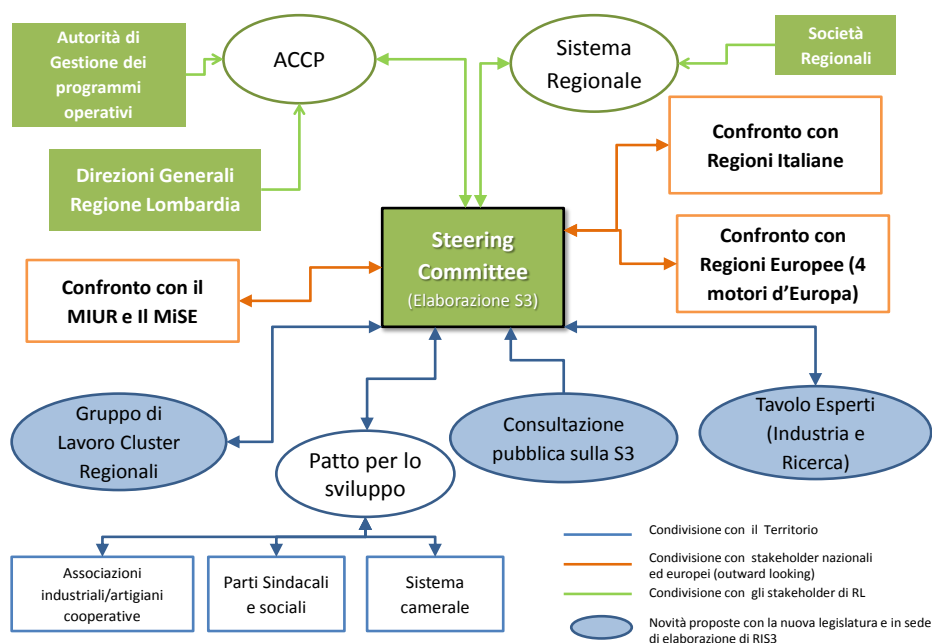 Autorità di
Gestione dei
programmi
operativi
ACCP
Sistema
Regionale
Società
Regionali
Direzioni Generali
Regione Lombardia
Confronto con
Regioni Italiane
Steering
Committee
(Elaborazione S3)
Confronto con
Regioni Europee (4
motori d'Europa)
Confronto con il
MIUR e Il MiSE
Gruppo di
Lavoro Cluster
Regionali
Patto per lo
sviluppo
Consultazione
pubblica sulla S3
Tavolo Esperti
(Industria e
Ricerca)
Associazioni
industriali/artigiani
cooperative
Parti Sindacali
e sociali
Sistema
camerale
Condivisione con il Territorio
Condivisione con stakeholder nazionali
ed europei (outward looking)
Condivisione con gli stakeholder di RL
Novità proposte con la nuova legislatura e in sede
di elaborazione di RIS3